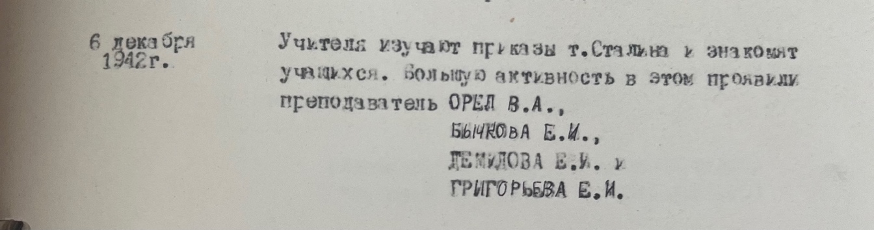 6 декабря
1942г.
Учителя изучают приказы т.Сталина и знакомят
учащихся. Большую активность в этом проявили
преподаватель ОРЕЛ В.А.,
БЫЧКОВА Е.И.,
ДЕМИДОВА Е.И. и
ГРИГОРЬЕВА Е.И.